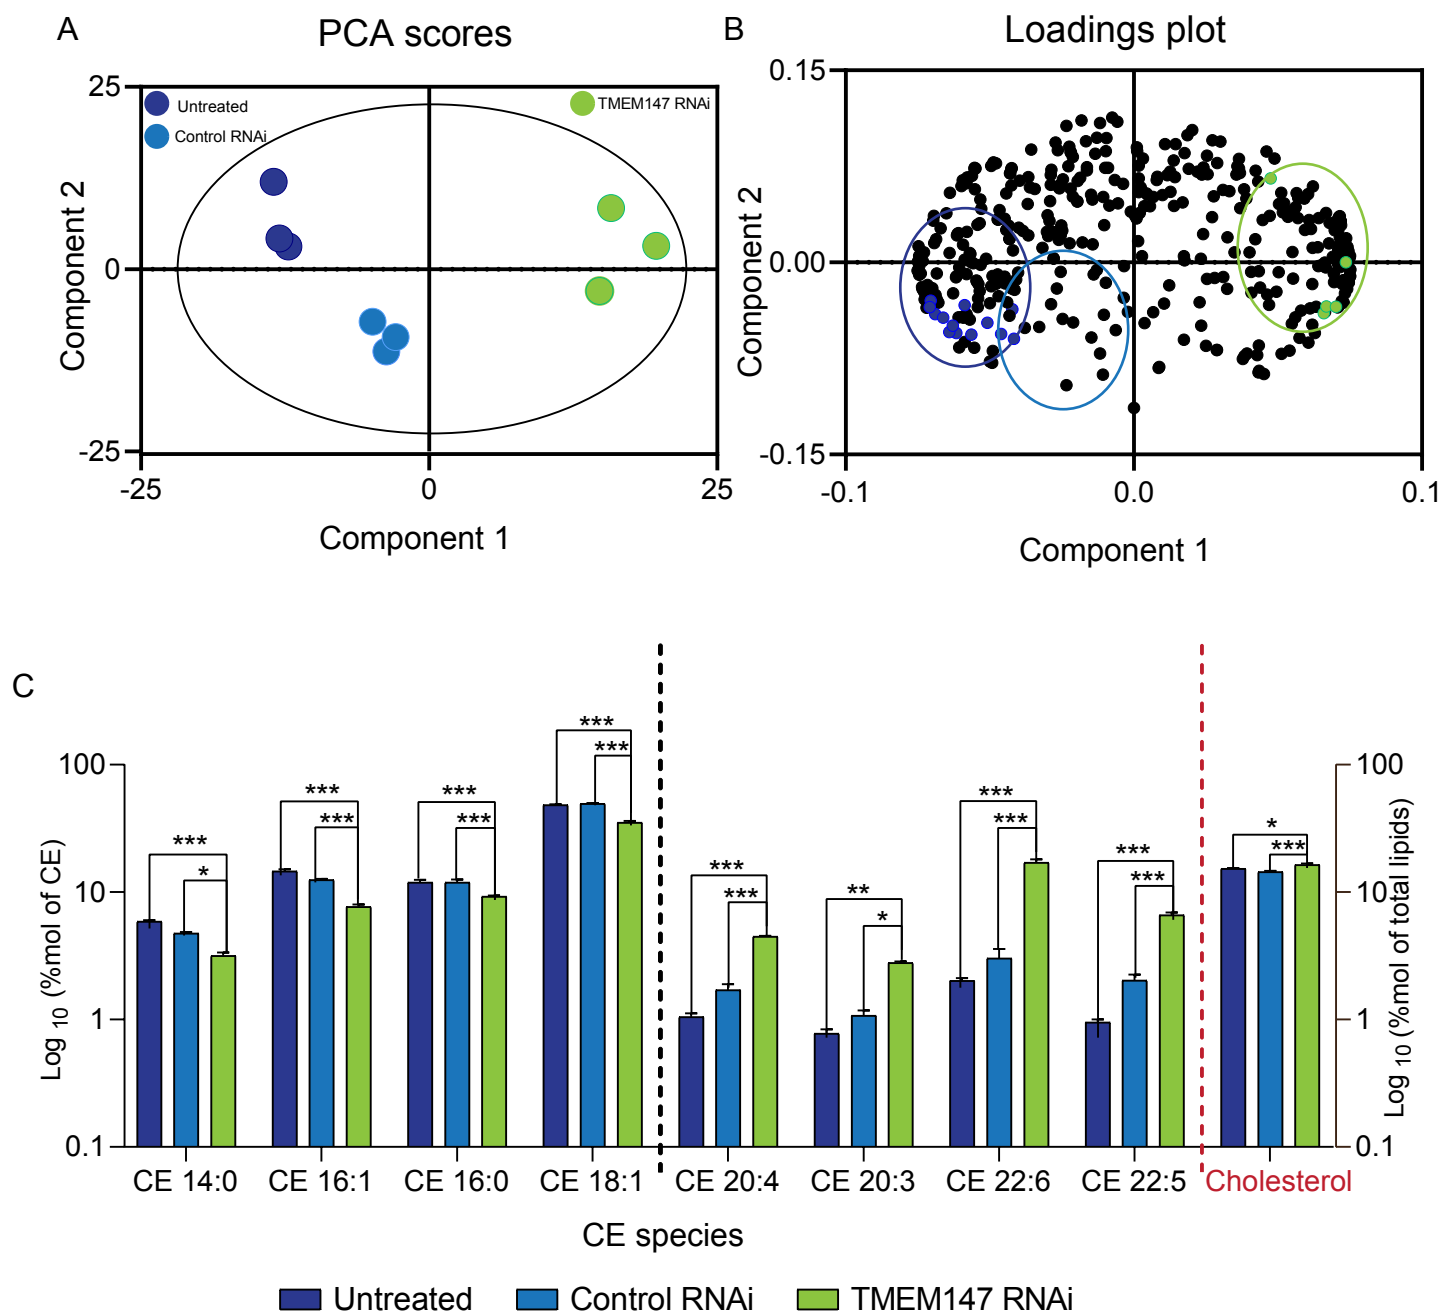 A
PCA scores
B
Loadings plot
25
Untreated
TMEM147 RNAi
Control RNAi
Component 2
0
-25
-25
0
25
Component 1
0.15
Component 2
0.00
-0.15
-0.1
0.0
0.1
Component 1
C
100
10
1
0.1
Log 10 (%mol of CE)
***
*
***
***
***
***
***
***
***
***
**
*
***
***
***
***
*
***
100
10
1
0.1
Log 10 (%mol of total lipids)
CE 14:0
CE 16:1
CE 16:0
CE 18:1
CE 20:4
CE 20:3
CE 22:6
CE 22:5
Cholesterol
CE species
Untreated
Control RNAi
TMEM147 RNAi